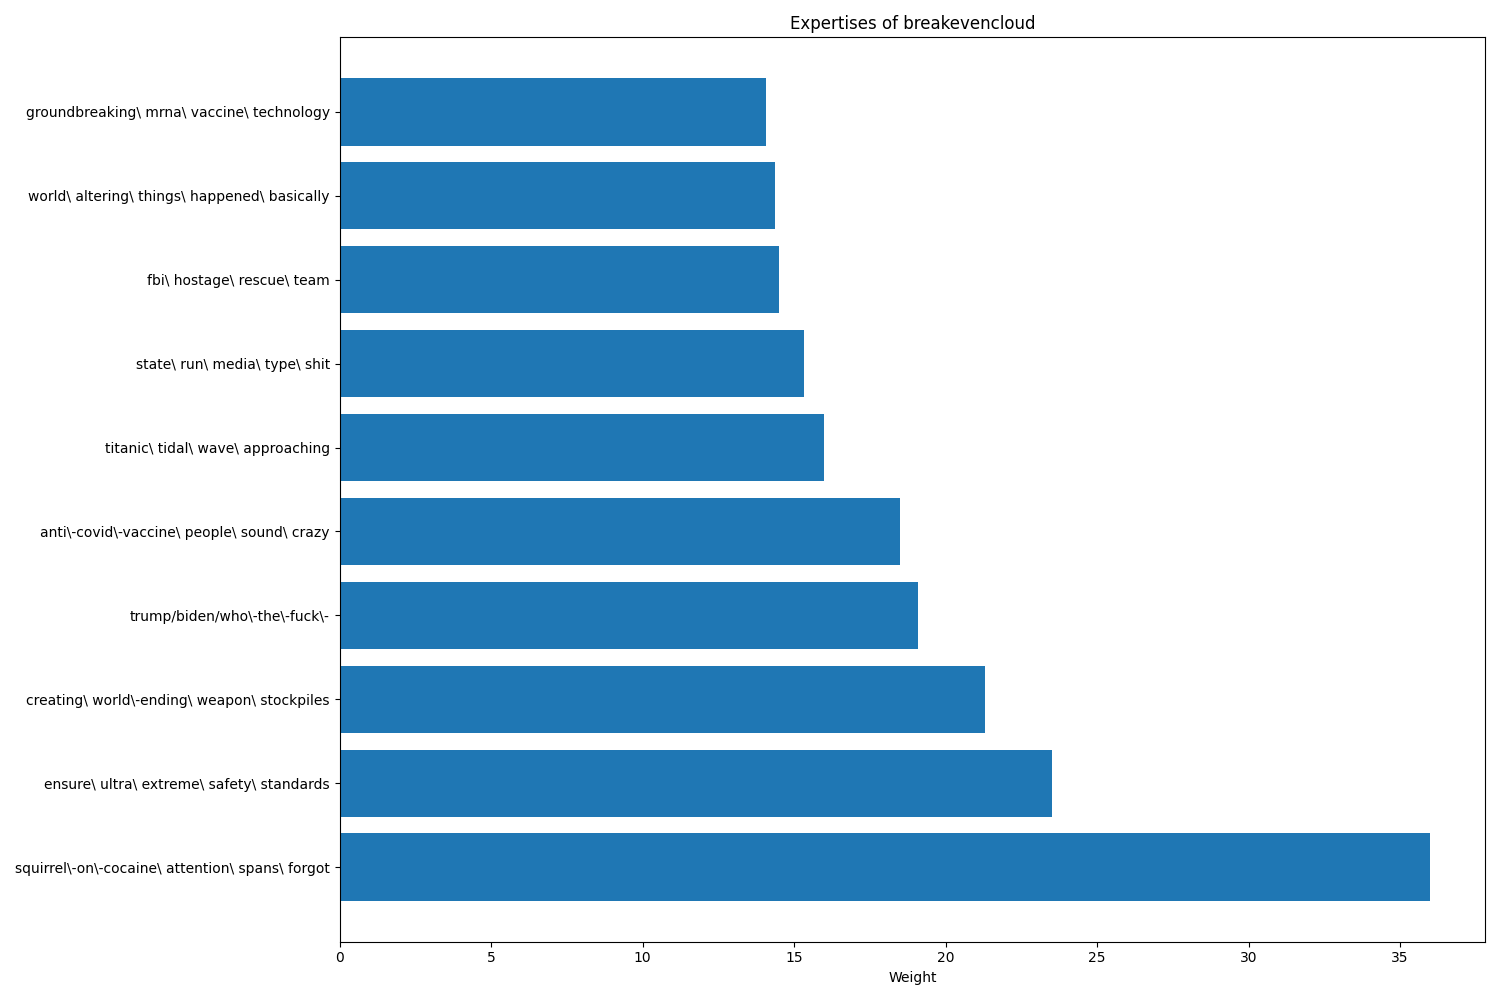 Expertises of breakevencloud
groundbreaking\ mrna\ vaccine\ technology
world\ altering\ things\ happened\ basically
fbi\ hostage\ rescue\ team
state\ run\ media\ type\ shit
titanic\ tidal\ wave\ approaching
anti\-covid\-vaccine\ people\ sound\ crazy
trump/biden/who\-the\-fuck\-
creating\ world\-ending\ weapon\ stockpiles
ensure\ ultra\ extreme\ safety\ standards
squirrel\-on\-cocaine\ attention\ spans\ forgot
0 5 10 15 20 25 30 35
Weight